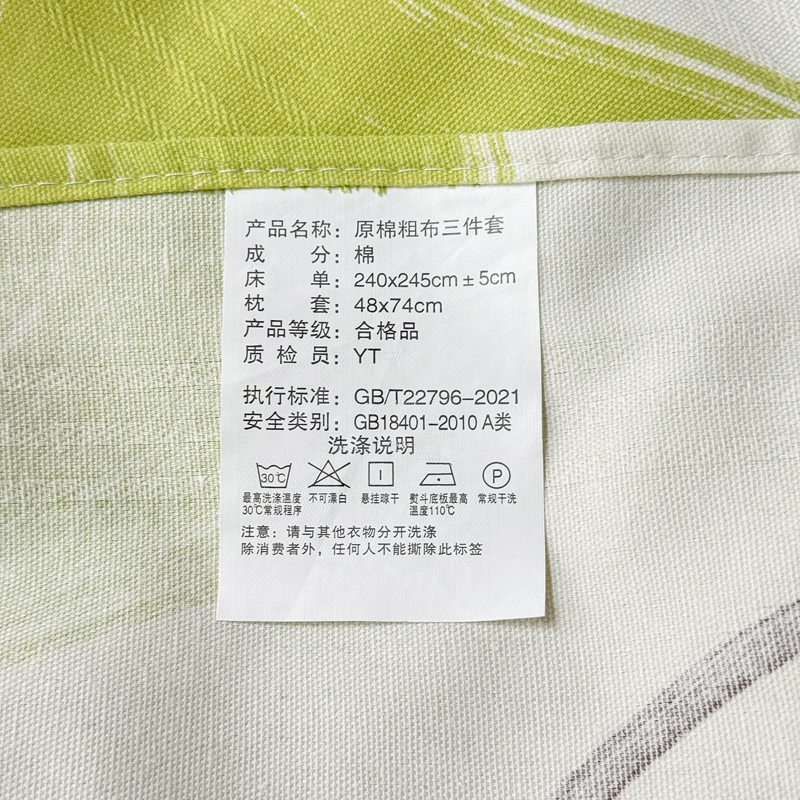 产品名称：原棉粗布三件套
成 分：棉
床 单：240x245cm±5cm
枕 套：48x74cm
产品等级：合格品
质 检 员：YT
执行标准：GB/T22796-2021
安全类别：GB18401-2010 A类
洗涤说明
30℃ P
最高洗涤温度 不可漂白 悬挂晾干 熨斗底板最高 常规干洗
30℃常规程序 温度110℃
注意：请与其他衣物分开洗涤
除消费者外，任何人不能撕除此标签